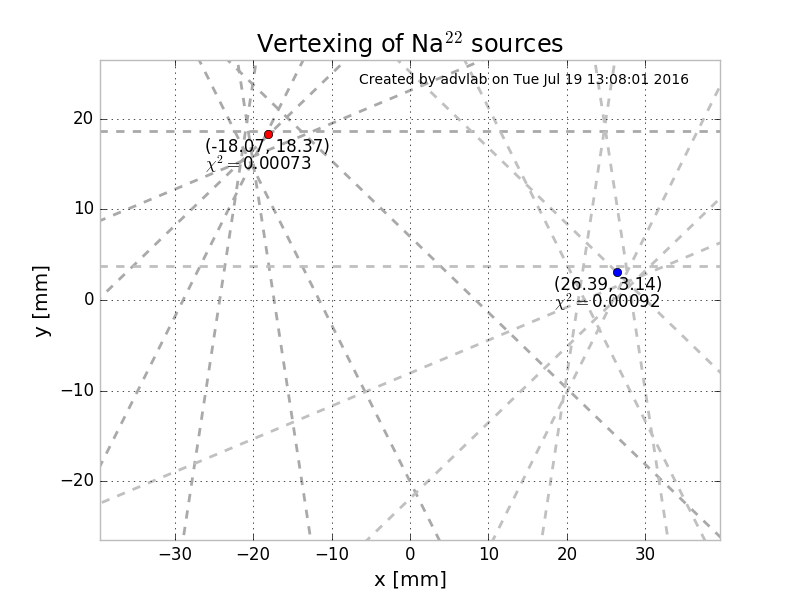 Vertexing of Na²² sources
Created by advlab on Tue Jul 19 13:08:01 2016
(-18.07, 18.37)
χ² = 0.00073
(26.39, 3.14)
χ² = 0.00092
y [mm]
20
10
0
−10
−20
−30 −20 −10 0 10 20 30
x [mm]